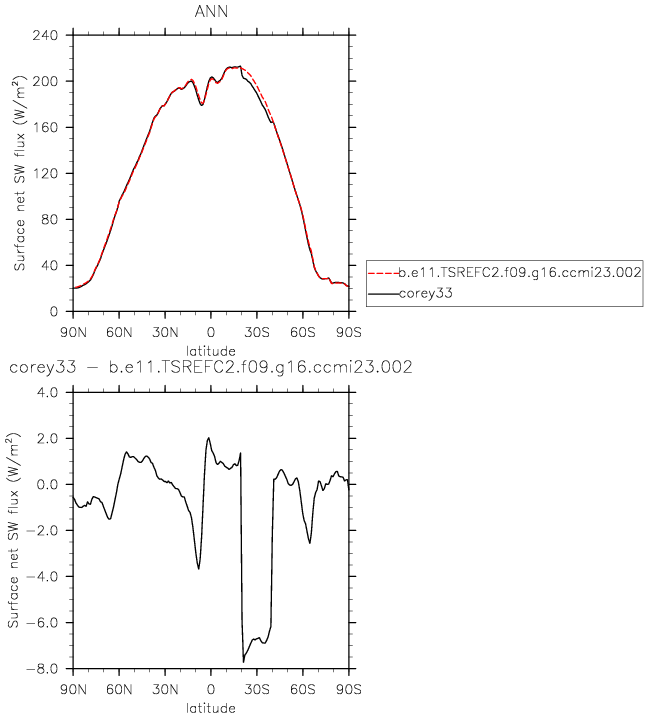 ANN
240
200
160
120
80
40
0
Surface net SW flux (W/m²)
90N 60N 30N 0 30S 60S 90S
latitude
b.e11.TSREFC2.f09.g16.ccmi23.002
corey33
corey33 − b.e11.TSREFC2.f09.g16.ccmi23.002
4.0
2.0
0.0
−2.0
−4.0
−6.0
−8.0
Surface net SW flux (W/m²)
90N 60N 30N 0 30S 60S 90S
latitude